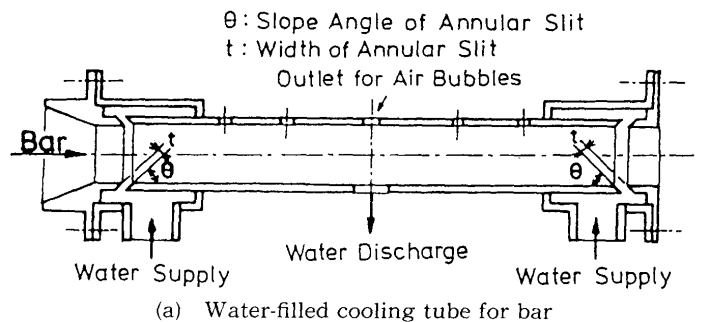 θ: Slope Angle of Annular Slit
t: Width of Annular Slit
Outlet for Air Bubbles
Bar
t
θ
t
θ
Water Discharge
Water Supply
Water Supply
(a) Water-filled cooling tube for bar